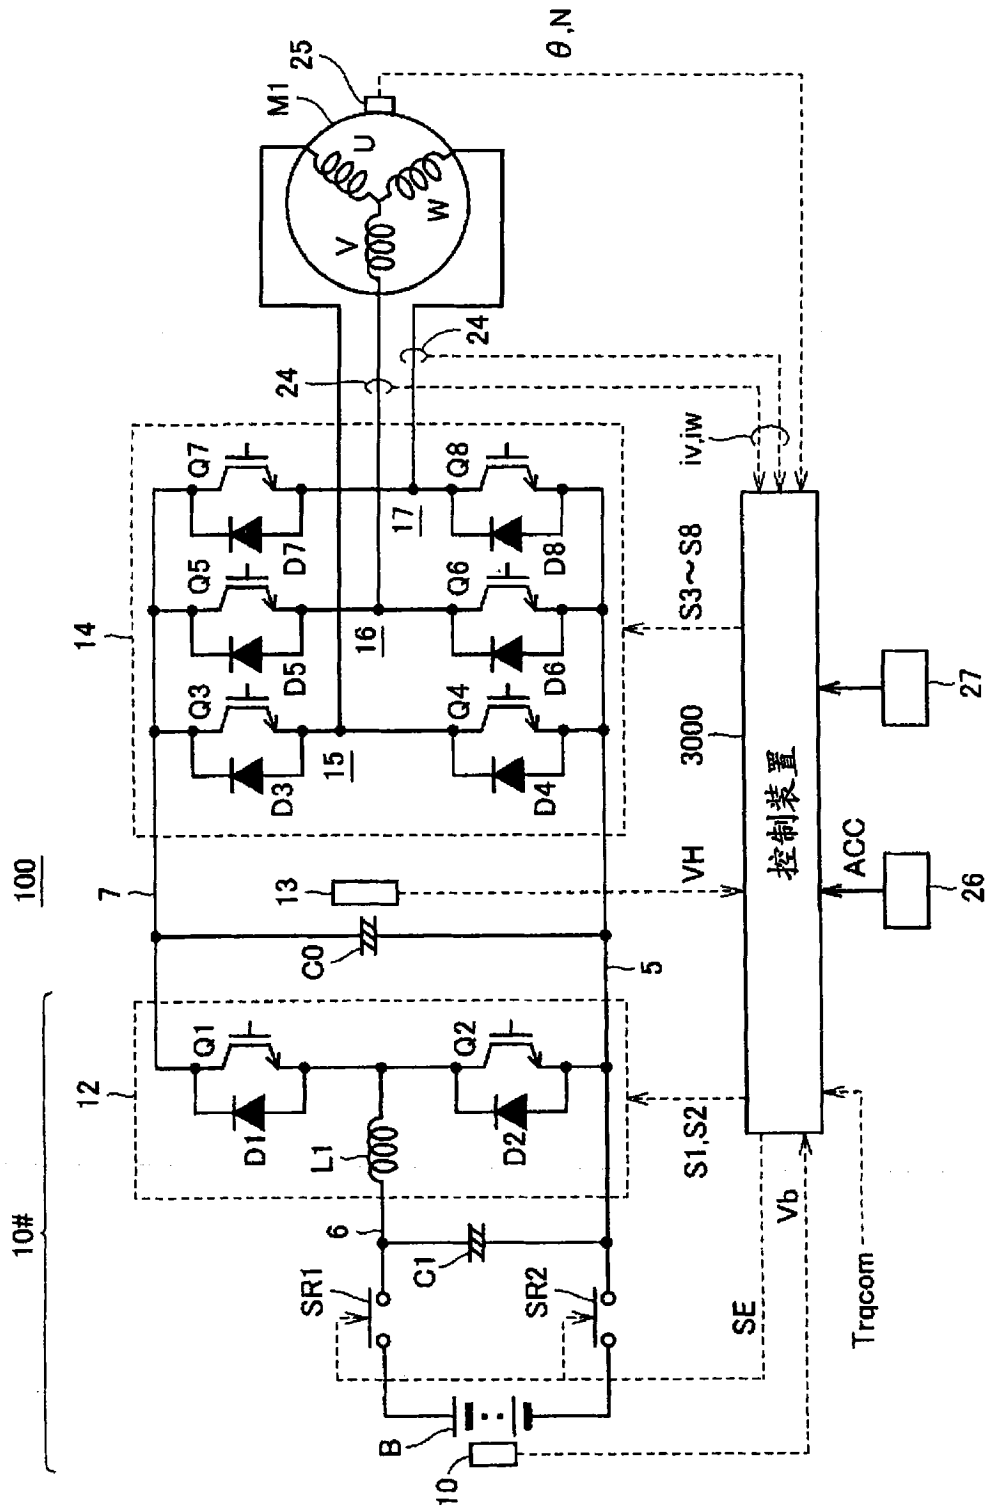 100
10#
12
7
14
Q1
D1
L1
Q2
D2
6
SR1
C1
SR2
B
10
C0
13
5
Q3
D3
Q5
D5
Q7
D7
15
16
17
Q4
D4
Q6
D6
Q8
D8
24
24
M1
25
U
V
W
θ,N
iv,iw
SE
Vb
Trqcom
S1,S2
VH
S3～S8
3000
控制装置
ACC
26
27